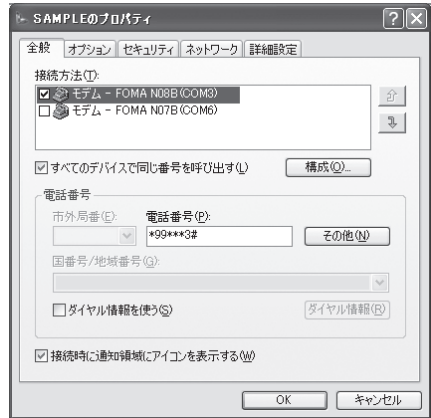 SAMPLEのプロパティ
全般 オプション セキュリティ ネットワーク 詳細設定
接続方法(T):
モデム - FOMA N08B(COM3)
モデム - FOMA N07B(COM6)
すべてのデバイスで同じ番号を呼び出す(L) 構成(O)...
電話番号
市外局番(E): 電話番号(P):
*99***3# その他(N)
国番号/地域番号(G):
ダイヤル情報を使う(S) ダイヤル情報(R)
接続時に通知領域にアイコンを表示する(W)
OK キャンセル